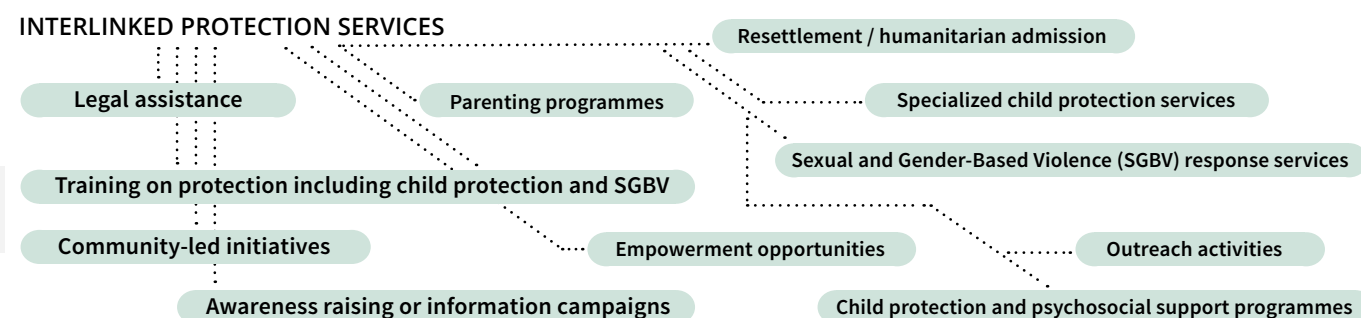 INTERLINKED PROTECTION SERVICES
Resettlement / humanitarian admission
Legal assistance
Parenting programmes
Specialized child protection services
Sexual and Gender-Based Violence (SGBV) response services
Training on protection including child protection and SGBV
Community-led initiatives
Empowerment opportunities
Outreach activities
Awareness raising or information campaigns
Child protection and psychosocial support programmes